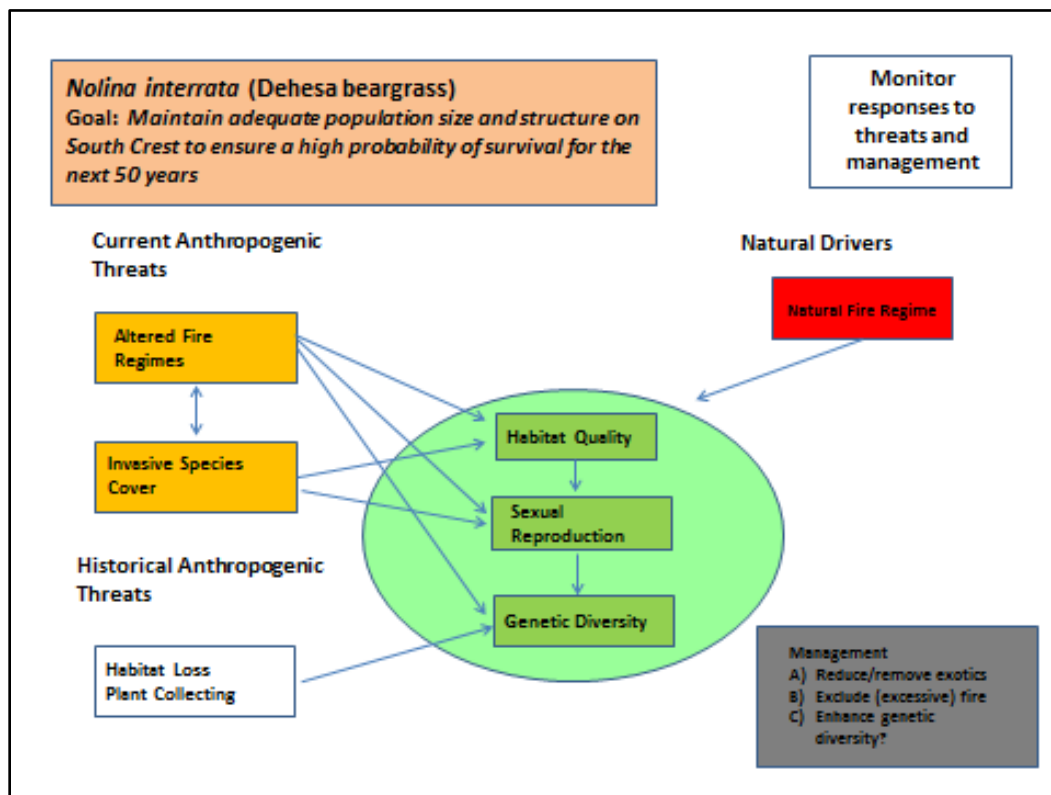 Nolina interrata (Dehesa beargrass)
Goal: Maintain adequate population size and structure on
South Crest to ensure a high probability of survival for the
next 50 years
Monitor
responses to
threats and
management
Current Anthropogenic
Threats
Natural Drivers
Altered Fire
Regimes
Natural Fire Regime
Habitat Quality
Invasive Species
Cover
Sexual
Reproduction
Historical Anthropogenic
Threats
Genetic Diversity
Habitat Loss
Plant Collecting
Management
A) Reduce/remove exotics
B) Exclude (excessive) fire
C) Enhance genetic
diversity?